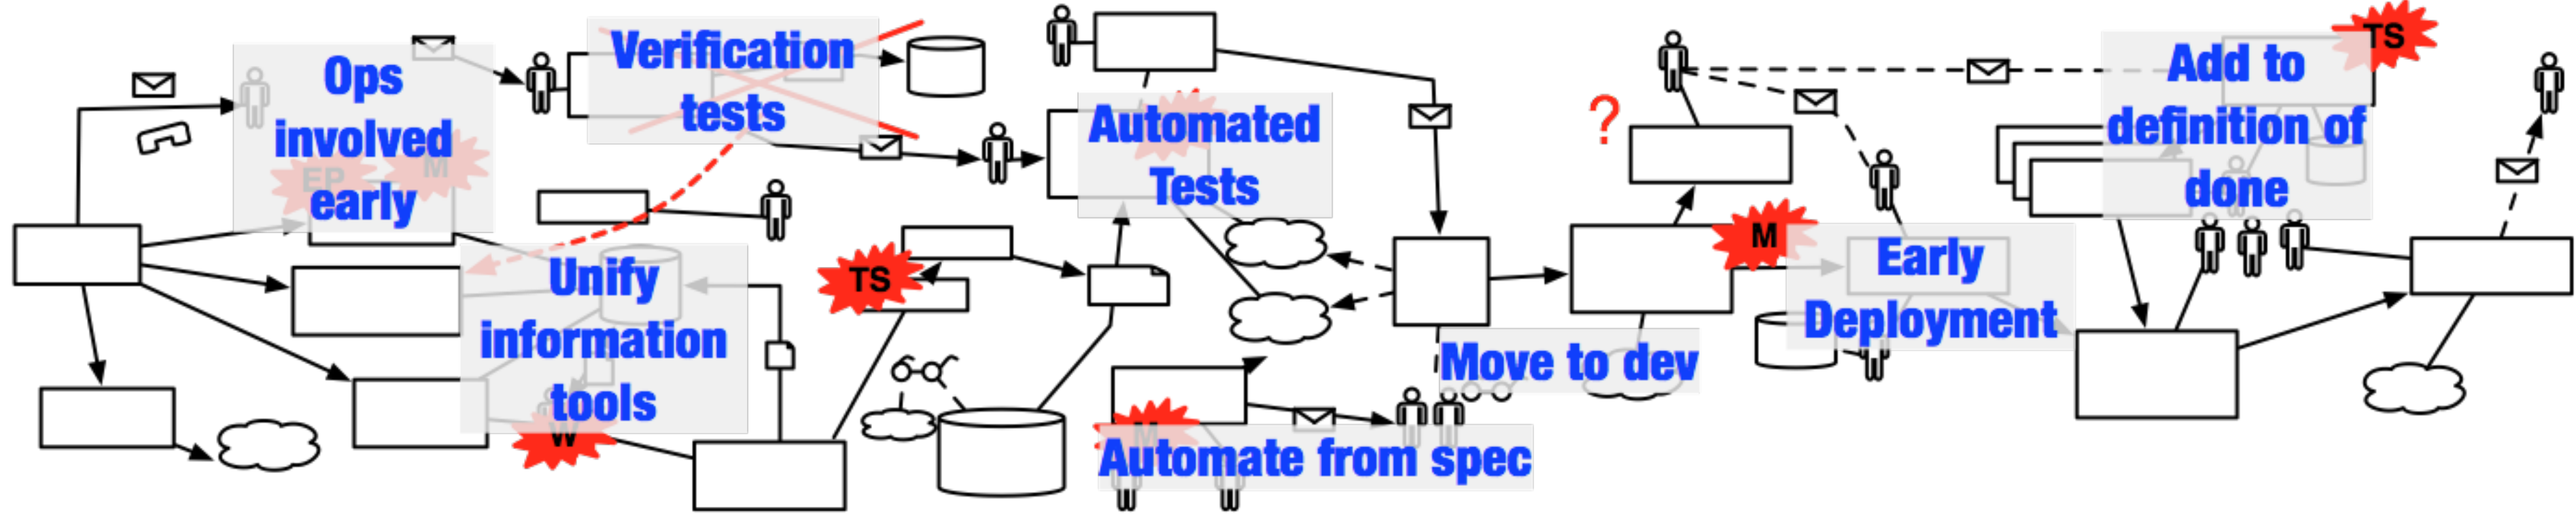 Ops
involved
early
EP
M
Verification
tests
Unify
information
tools
W
TS
Automated
Tests
Automate from spec
M
Move to dev
?
M
Early
Deployment
Add to
definition of
done
TS